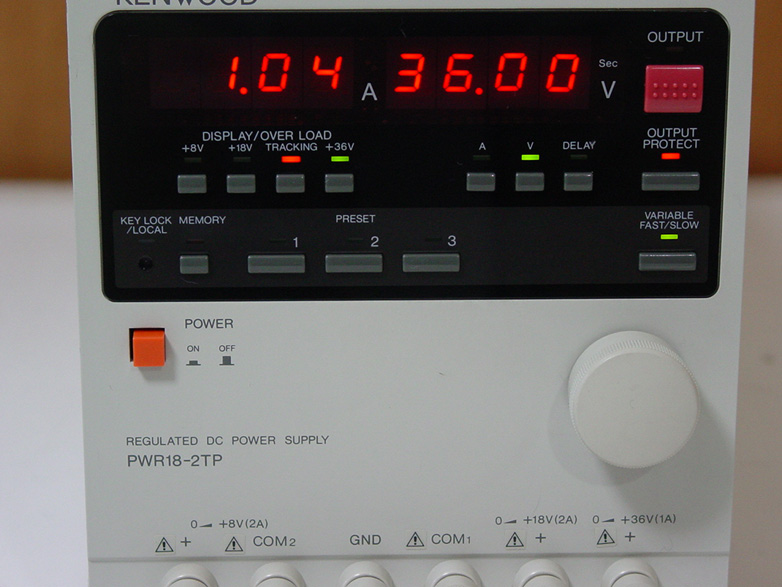 KENWOOD
1.04 A 36.00 Sec V
OUTPUT
DISPLAY/OVER LOAD
+8V +18V TRACKING +36V
A V DELAY
OUTPUT
PROTECT
KEY LOCK
/LOCAL
MEMORY
PRESET
1 2 3
VARIABLE
FAST/SLOW
POWER
ON OFF
REGULATED DC POWER SUPPLY
PWR18-2TP
0 +8V(2A) 0 +18V(2A) 0 +36V(1A)
+ COM2 GND COM1 + +